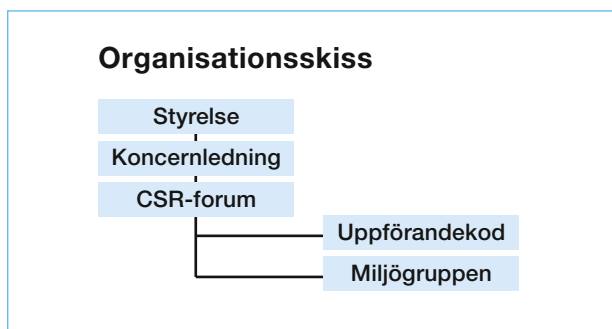 Organisationsskiss
Styrelse
Koncernledning
CSR-forum
Uppförandekod
Miljögruppen